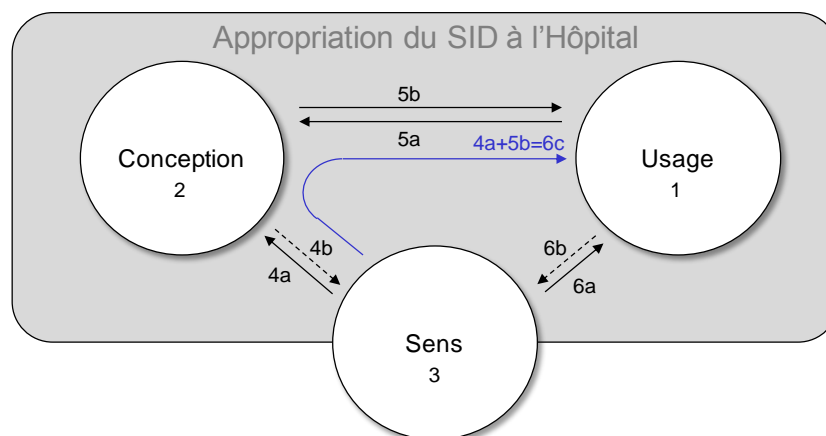 Appropriation du SID à l'Hôpital
5b
5a
4a+5b=6c
Conception
2
Usage
1
4b
4a
6b
6a
Sens
3